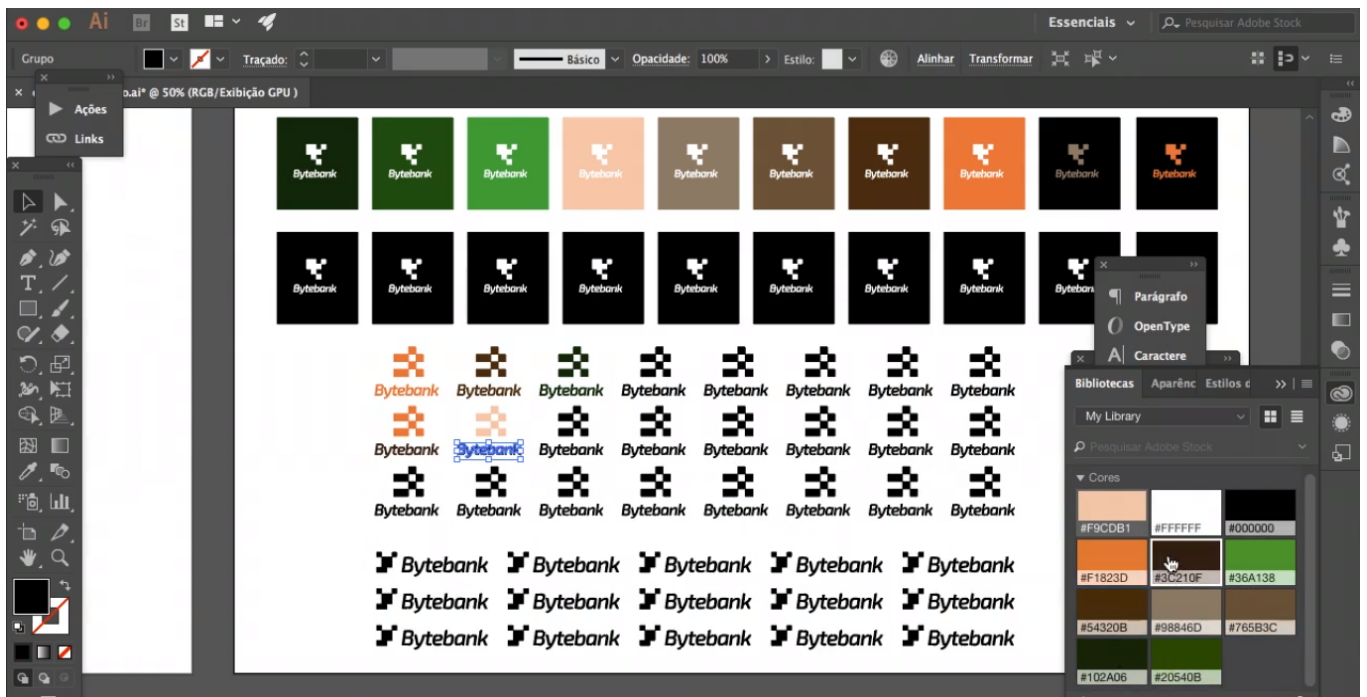 Ai Br St Essenciais Pesquisar Adobe Stock
Grupo Traçado: Básico Opacidade: 100% Estilo: Alinhar Transformar
o.ai* @ 50% (RGB/Exibição GPU )
Ações
Links
Bytebank Bytebank Bytebank Bytebank Bytebank Bytebank Bytebank Bytebank Bytebank Bytebank
Bytebank Bytebank Bytebank Bytebank Bytebank Bytebank Bytebank Bytebank
Parágrafo
OpenType
Caractere
Bytebank Bytebank Bytebank Bytebank Bytebank Bytebank Bytebank Bytebank
Bytebank Bytebank Bytebank Bytebank Bytebank Bytebank Bytebank Bytebank
Bytebank Bytebank Bytebank Bytebank Bytebank Bytebank Bytebank Bytebank
Bytebank Bytebank Bytebank Bytebank Bytebank
Bytebank Bytebank Bytebank Bytebank Bytebank
Bytebank Bytebank Bytebank Bytebank Bytebank
Bibliotecas Aparênc Estilos d
My Library
Pesquisar Adobe Stock
Cores
#F9CDB1 #FFFFFF #000000
#F1823D #3C210F #36A138
#54320B #98846D #765B3C
#102A06 #20540B